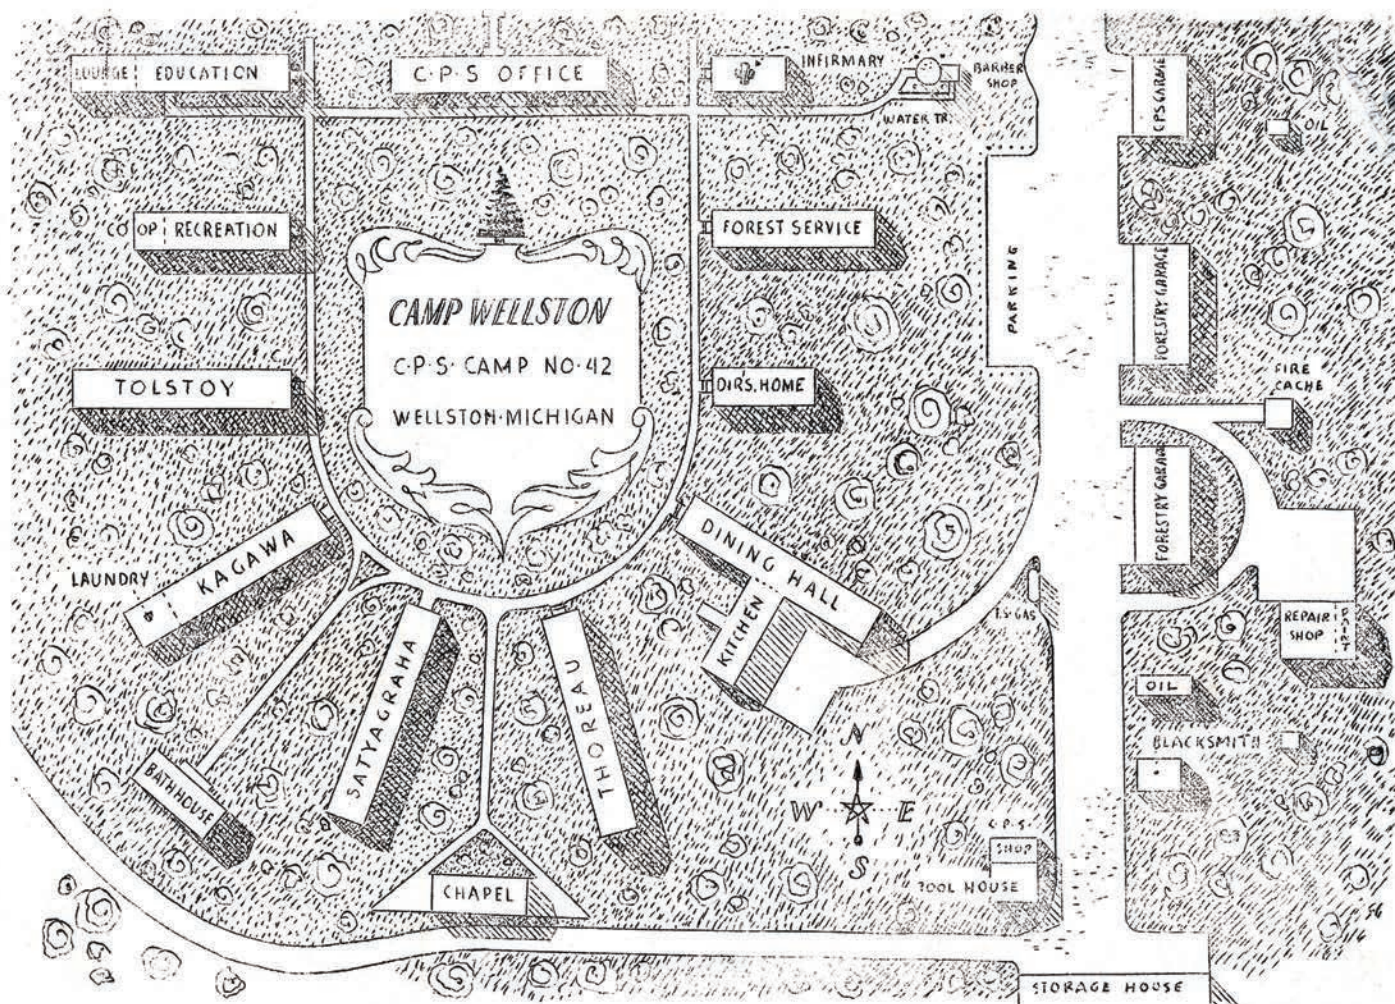 LOUNGE EDUCATION
C·P·S OFFICE
INFIRMARY
BARBER
SHOP
WATER TR.
CPS GARAGE
OIL
CO OP RECREATION
FOREST SERVICE
PARKING
FORESTRY GARAGE
CAMP WELLSTON
C·P·S· CAMP NO·42
WELLSTON·MICHIGAN
TOLSTOY
DIR'S. HOME
FIRE
CACHE
FORESTRY GARAGE
LAUNDRY
KAGAWA
DINING HALL
KITCHEN
GAS
REPAIR
SHOP
PAINT
SATYAGRAHA
THOREAU
OIL
BLACKSMITH
BATHHOUSE
N
W E
S
C.P.S.
SHOP
TOOL HOUSE
CHAPEL
STORAGE HOUSE